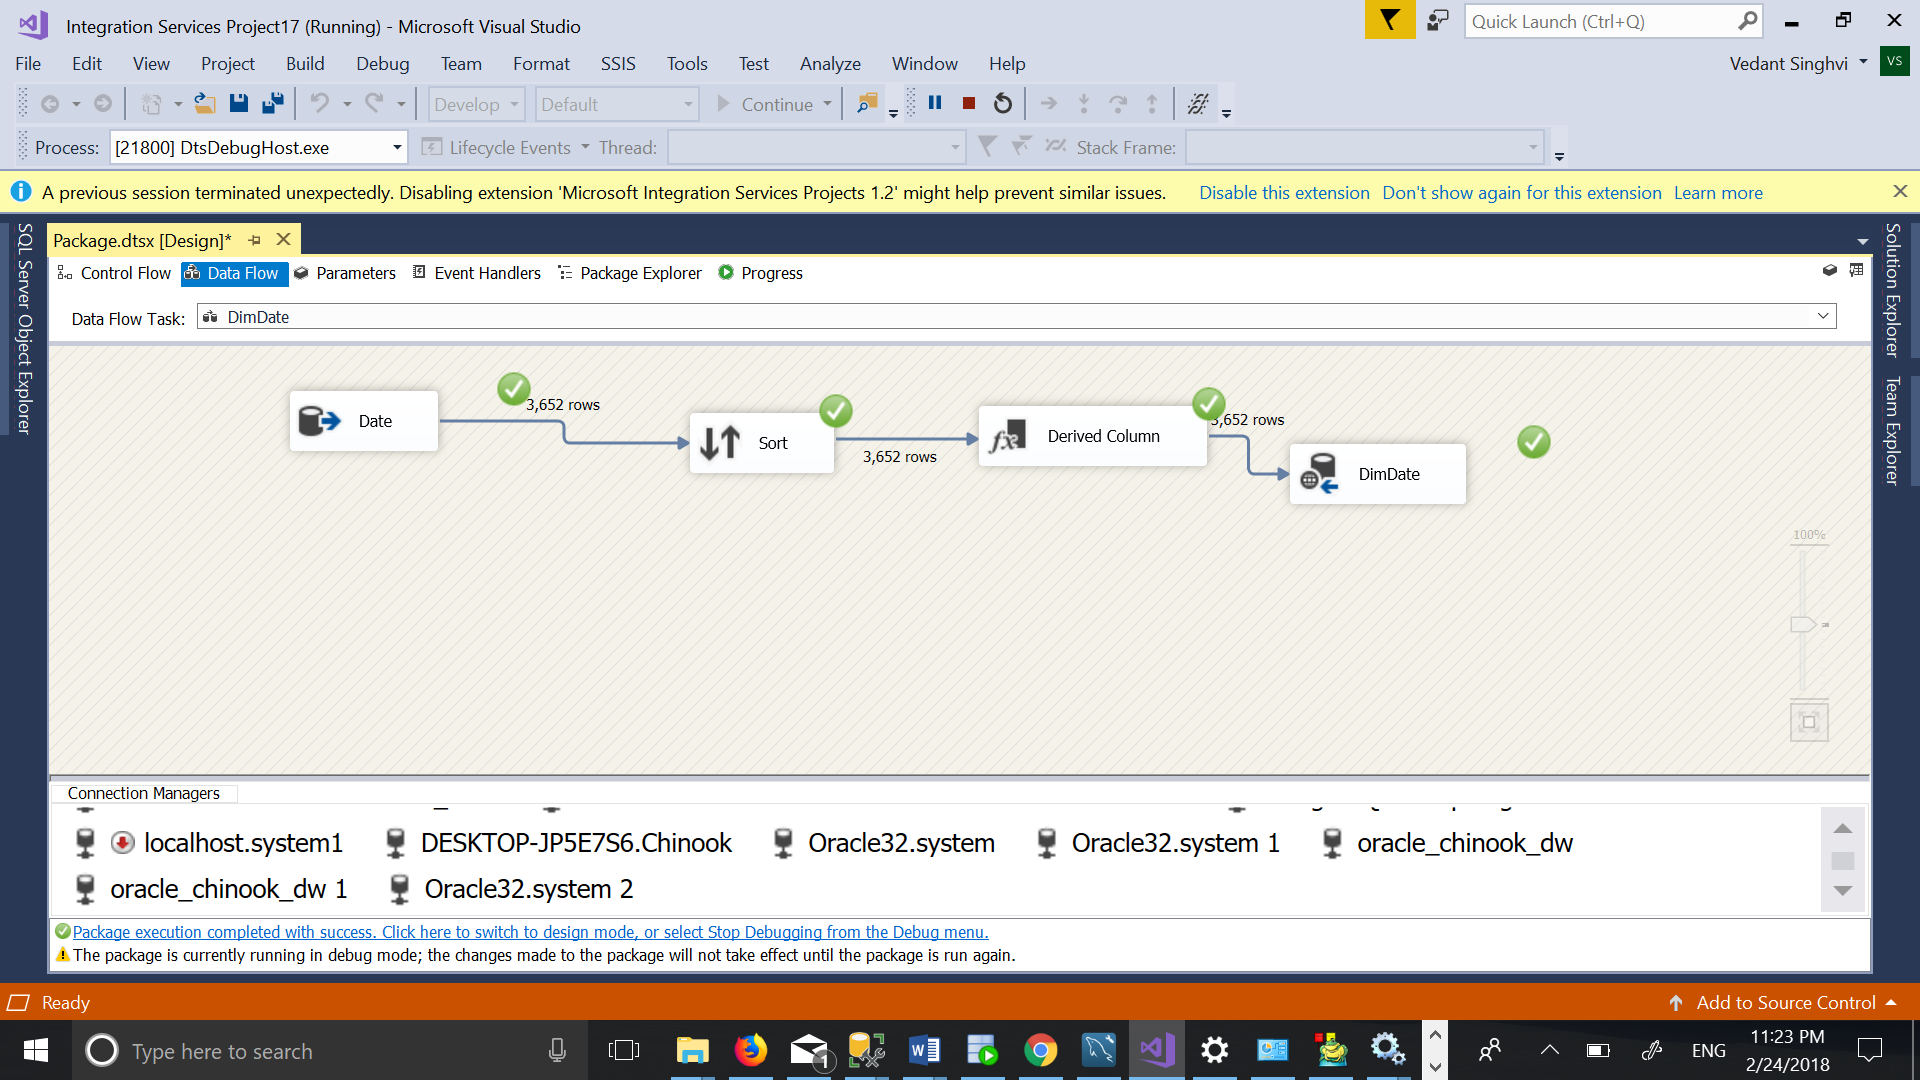 Integration Services Project17 (Running) - Microsoft Visual Studio
Quick Launch (Ctrl+Q)
File Edit View Project Build Debug Team Format SSIS Tools Test Analyze Window Help
Vedant Singhvi VS
Develop Default Continue
Process: [21800] DtsDebugHost.exe Lifecycle Events Thread: Stack Frame:
A previous session terminated unexpectedly. Disabling extension 'Microsoft Integration Services Projects 1.2' might help prevent similar issues. Disable this extension Don't show again for this extension Learn more
SQL Server Object Explorer
Package.dtsx [Design]*
Solution Explorer
Team Explorer
Control Flow Data Flow Parameters Event Handlers Package Explorer Progress
Data Flow Task: DimDate
Date
3,652 rows
Sort
3,652 rows
Derived Column
3,652 rows
DimDate
100%
Connection Managers
localhost.system1 DESKTOP-JP5E7S6.Chinook Oracle32.system Oracle32.system 1 oracle_chinook_dw
oracle_chinook_dw 1 Oracle32.system 2
Package execution completed with success. Click here to switch to design mode, or select Stop Debugging from the Debug menu.
The package is currently running in debug mode; the changes made to the package will not take effect until the package is run again.
Ready
Add to Source Control
Type here to search
1
ENG
11:23 PM
2/24/2018